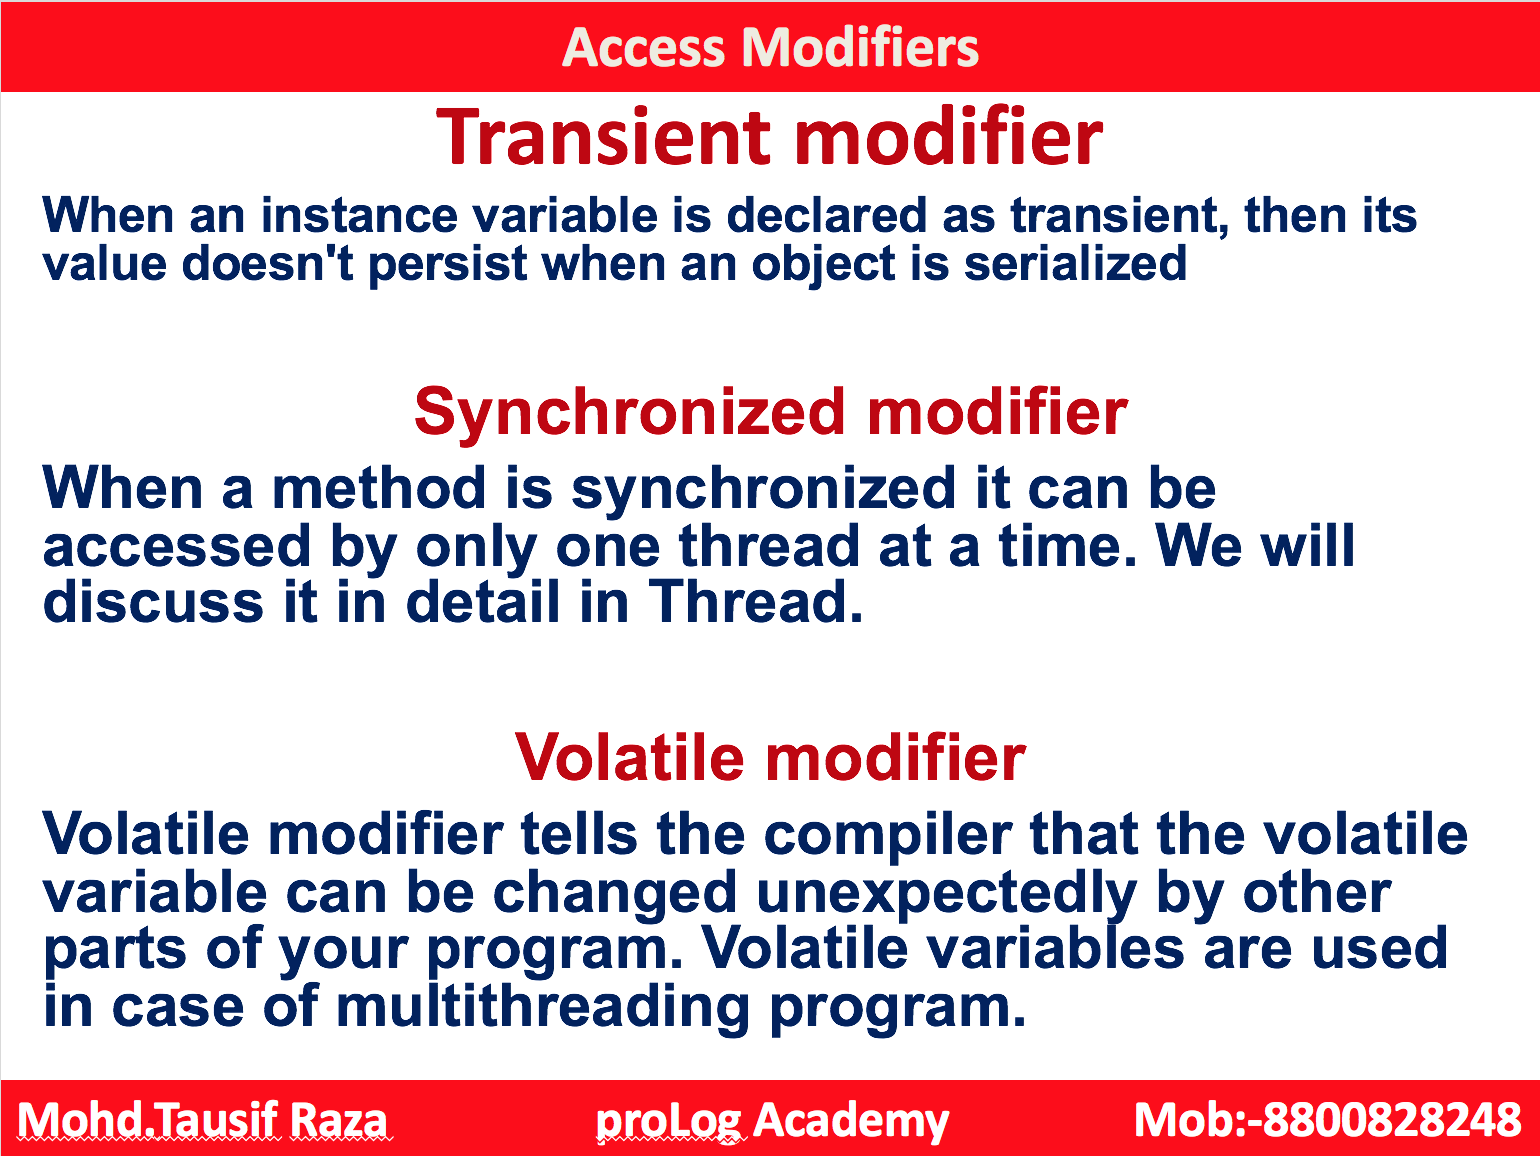 Access Modifiers
Transient modifier
When an instance variable is declared as transient, then its
value doesn't persist when an object is serialized
Synchronized modifier
When a method is synchronized it can be
accessed by only one thread at a time. We will
discuss it in detail in Thread.
Volatile modifier
Volatile modifier tells the compiler that the volatile
variable can be changed unexpectedly by other
parts of your program. Volatile variables are used
in case of multithreading program.
Mohd.Tausif Raza proLog Academy Mob:-8800828248